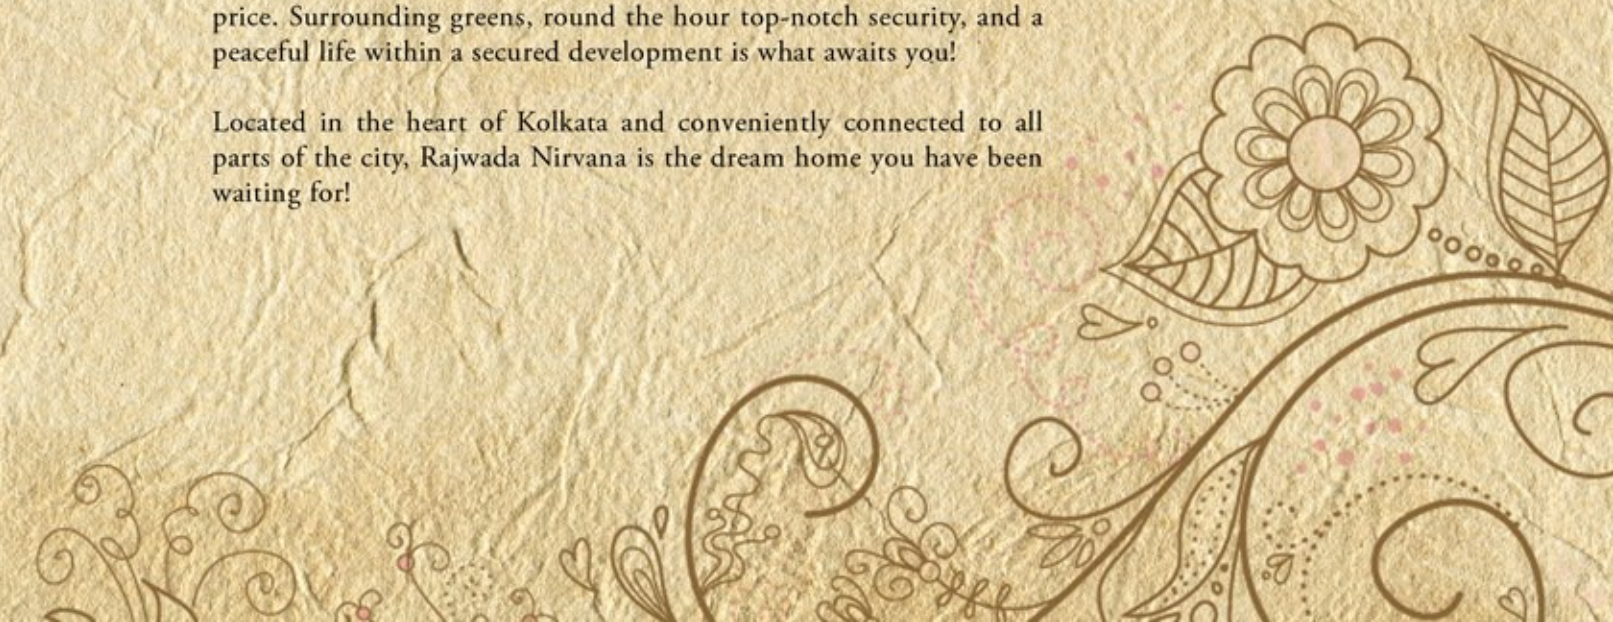 price. Surrounding greens, round the hour top-notch security, and a
peaceful life within a secured development is what awaits you!
Located in the heart of Kolkata and conveniently connected to all
parts of the city, Rajwada Nirvana is the dream home you have been
waiting for!